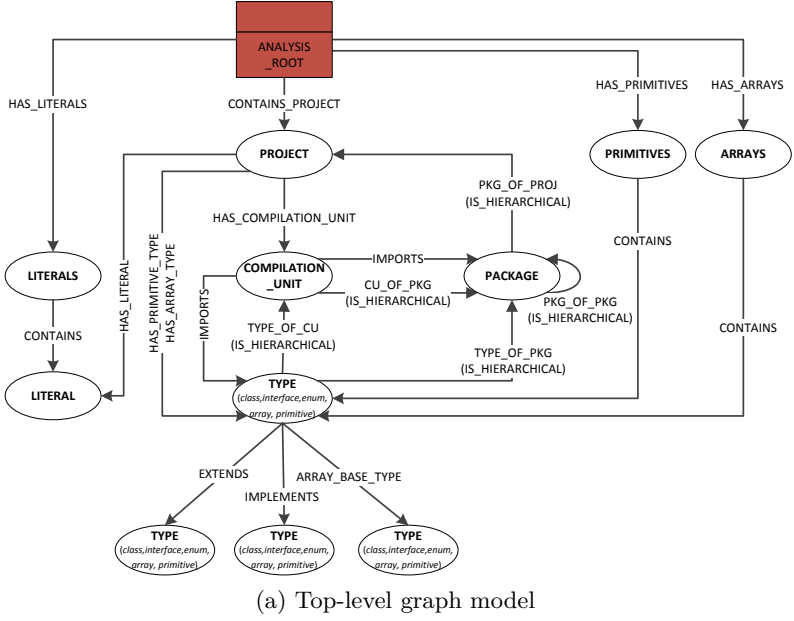 ANALYSIS
_ROOT
HAS_LITERALS
CONTAINS_PROJECT
HAS_PRIMITIVES
HAS_ARRAYS
PROJECT
PRIMITIVES
ARRAYS
PKG_OF_PROJ
(IS_HIERARCHICAL)
HAS_COMPILATION_UNIT
CONTAINS
LITERALS
HAS_LITERAL
HAS_PRIMITIVE_TYPE
HAS_ARRAY_TYPE
IMPORTS
COMPILATION
_UNIT
IMPORTS
CU_OF_PKG
(IS_HIERARCHICAL)
PACKAGE
PKG_OF_PKG
(IS_HIERARCHICAL)
CONTAINS
TYPE_OF_CU
(IS_HIERARCHICAL)
TYPE_OF_PKG
(IS_HIERARCHICAL)
CONTAINS
LITERAL
TYPE
(class,interface,enum,
array, primitive)
EXTENDS
IMPLEMENTS
ARRAY_BASE_TYPE
TYPE
(class,interface,enum,
array, primitive)
TYPE
(class,interface,enum,
array, primitive)
TYPE
(class,interface,enum,
array, primitive)
(a) Top-level graph model